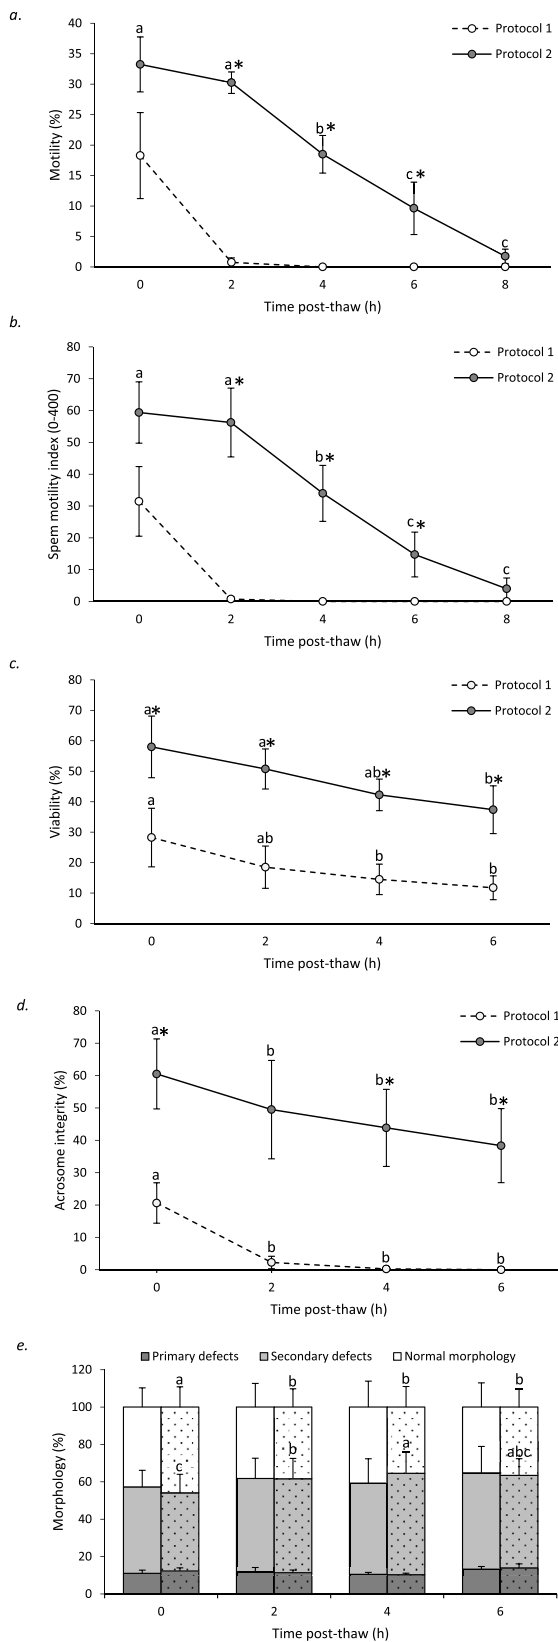 a.
40
35
30
25
20
15
10
5
0
Motility (%)
a
a*
b*
c*
c
Protocol 1
Protocol 2
0 2 4 6 8
Time post-thaw (h)
b.
80
70
60
50
40
30
20
10
0
Spem motility index (0-400)
a
a*
b*
c*
c
Protocol 1
Protocol 2
0 2 4 6 8
Time post-thaw (h)
c.
80
70
60
50
40
30
20
10
0
Viability (%)
Protocol 1
Protocol 2
a* a* ab* b*
a ab b b
0 2 4 6
Time post-thaw (h)
d.
80
70
60
50
40
30
20
10
0
Acrosome integrity (%)
Protocol 1
Protocol 2
a* b b* b*
a b b b
0 2 4 6
Time post-thaw (h)
e.
Primary defects Secondary defects Normal morphology
120
100
80
60
40
20
0
Morphology (%)
a b b b
c b a abc
0 2 4 6
Time post-thaw (h)